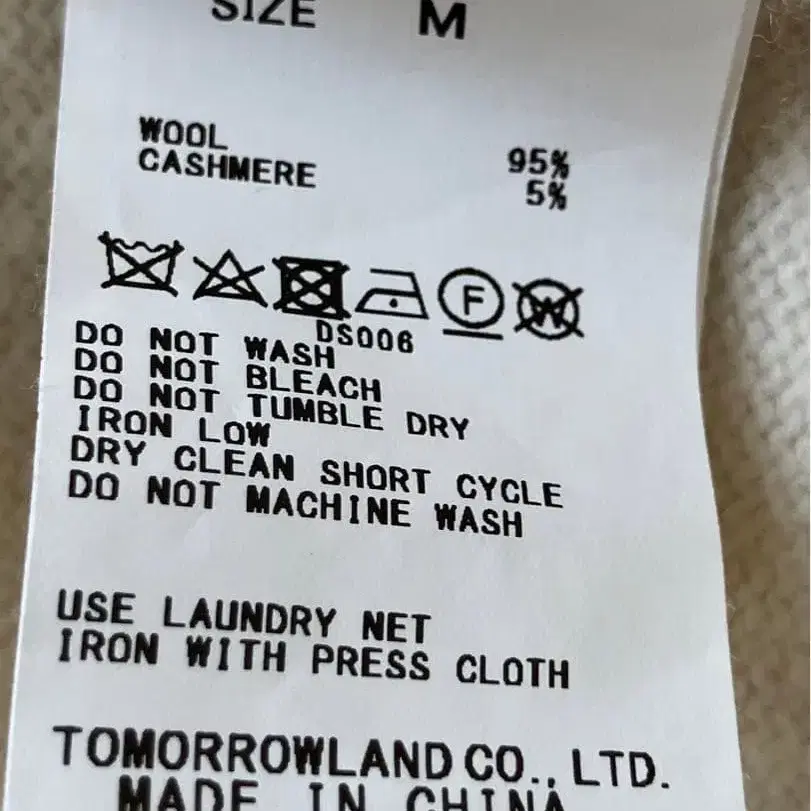 SIZE M
WOOL 95%
CASHMERE 5%
F W
DS006
DO NOT WASH
DO NOT BLEACH
DO NOT TUMBLE DRY
IRON LOW
DRY CLEAN SHORT CYCLE
DO NOT MACHINE WASH
USE LAUNDRY NET
IRON WITH PRESS CLOTH
TOMORROWLAND CO., LTD.
MADE IN CHINA